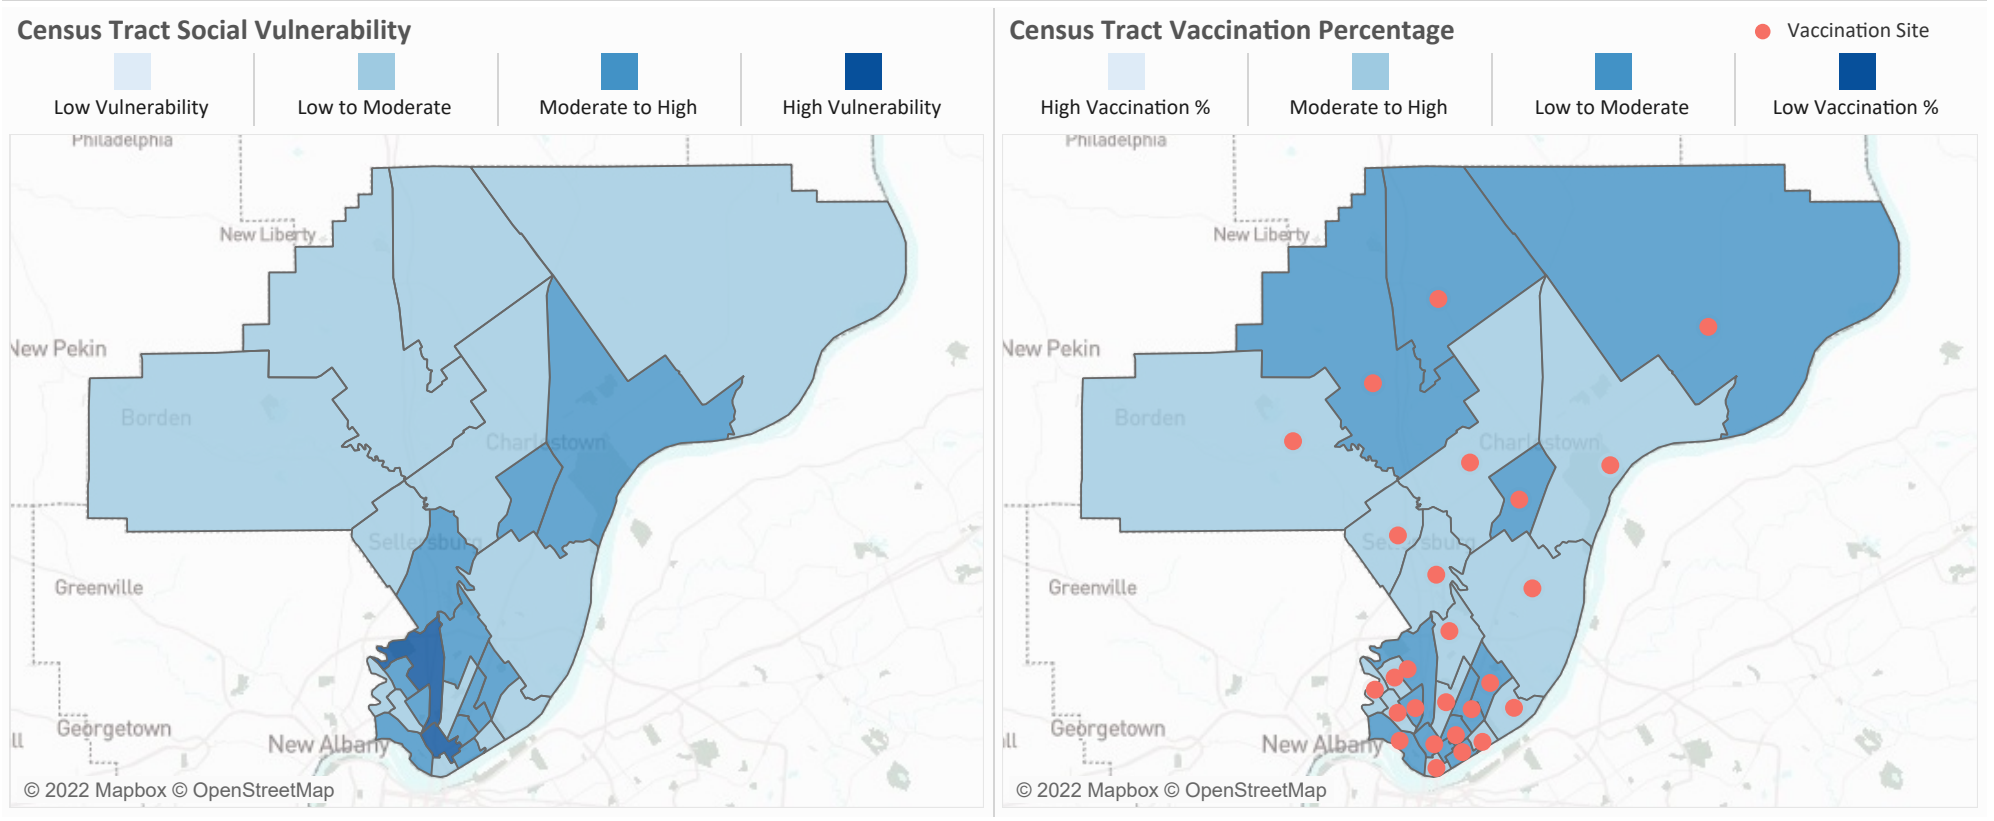 Census Tract Social Vulnerability
Low Vulnerability
Low to Moderate
Moderate to High
High Vulnerability
Philadelphia
New Liberty
New Pekin
Borden
Charlestown
Sellersburg
Greenville
Georgetown
ll
New Albany
© 2022 Mapbox © OpenStreetMap
Census Tract Vaccination Percentage
Vaccination Site
High Vaccination %
Moderate to High
Low to Moderate
Low Vaccination %
Philadelphia
New Liberty
New Pekin
Borden
Charlestown
Sellersburg
Greenville
Georgetown
ll
New Albany
© 2022 Mapbox © OpenStreetMap